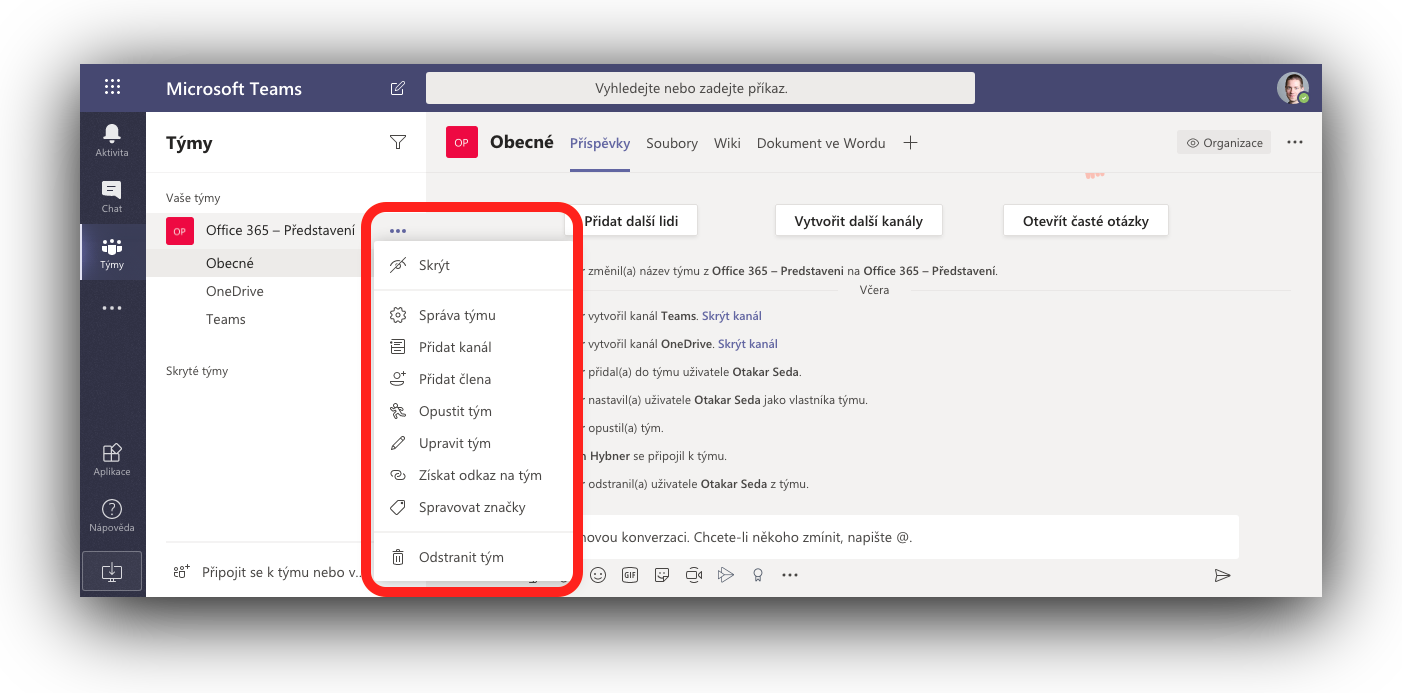 Microsoft Teams
Vyhledejte nebo zadejte příkaz.
Aktivita
Chat
Týmy
Aplikace
Nápověda
Týmy
Vaše týmy
OP
Office 365 – Představení
Obecné
OneDrive
Teams
Skryté týmy
Připojit se k týmu nebo v...
Skrýt
Správa týmu
Přidat kanál
Přidat člena
Opustit tým
Upravit tým
Získat odkaz na tým
Spravovat značky
Odstranit tým
OP
Obecné Příspěvky Soubory Wiki Dokument ve Wordu
Organizace
Přidat další lidi
Vytvořit další kanály
Otevřít časté otázky
změnil(a) název týmu z Office 365 – Predstaveni na Office 365 – Představení.
Včera
vytvořil kanál Teams. Skrýt kanál
vytvořil kanál OneDrive. Skrýt kanál
přidal(a) do týmu uživatele Otakar Seda.
nastavil(a) uživatele Otakar Seda jako vlastníka týmu.
opustil(a) tým.
Hybner se připojil k týmu.
odstranil(a) uživatele Otakar Seda z týmu.
novou konverzaci. Chcete-li někoho zmínit, napište @.
GIF